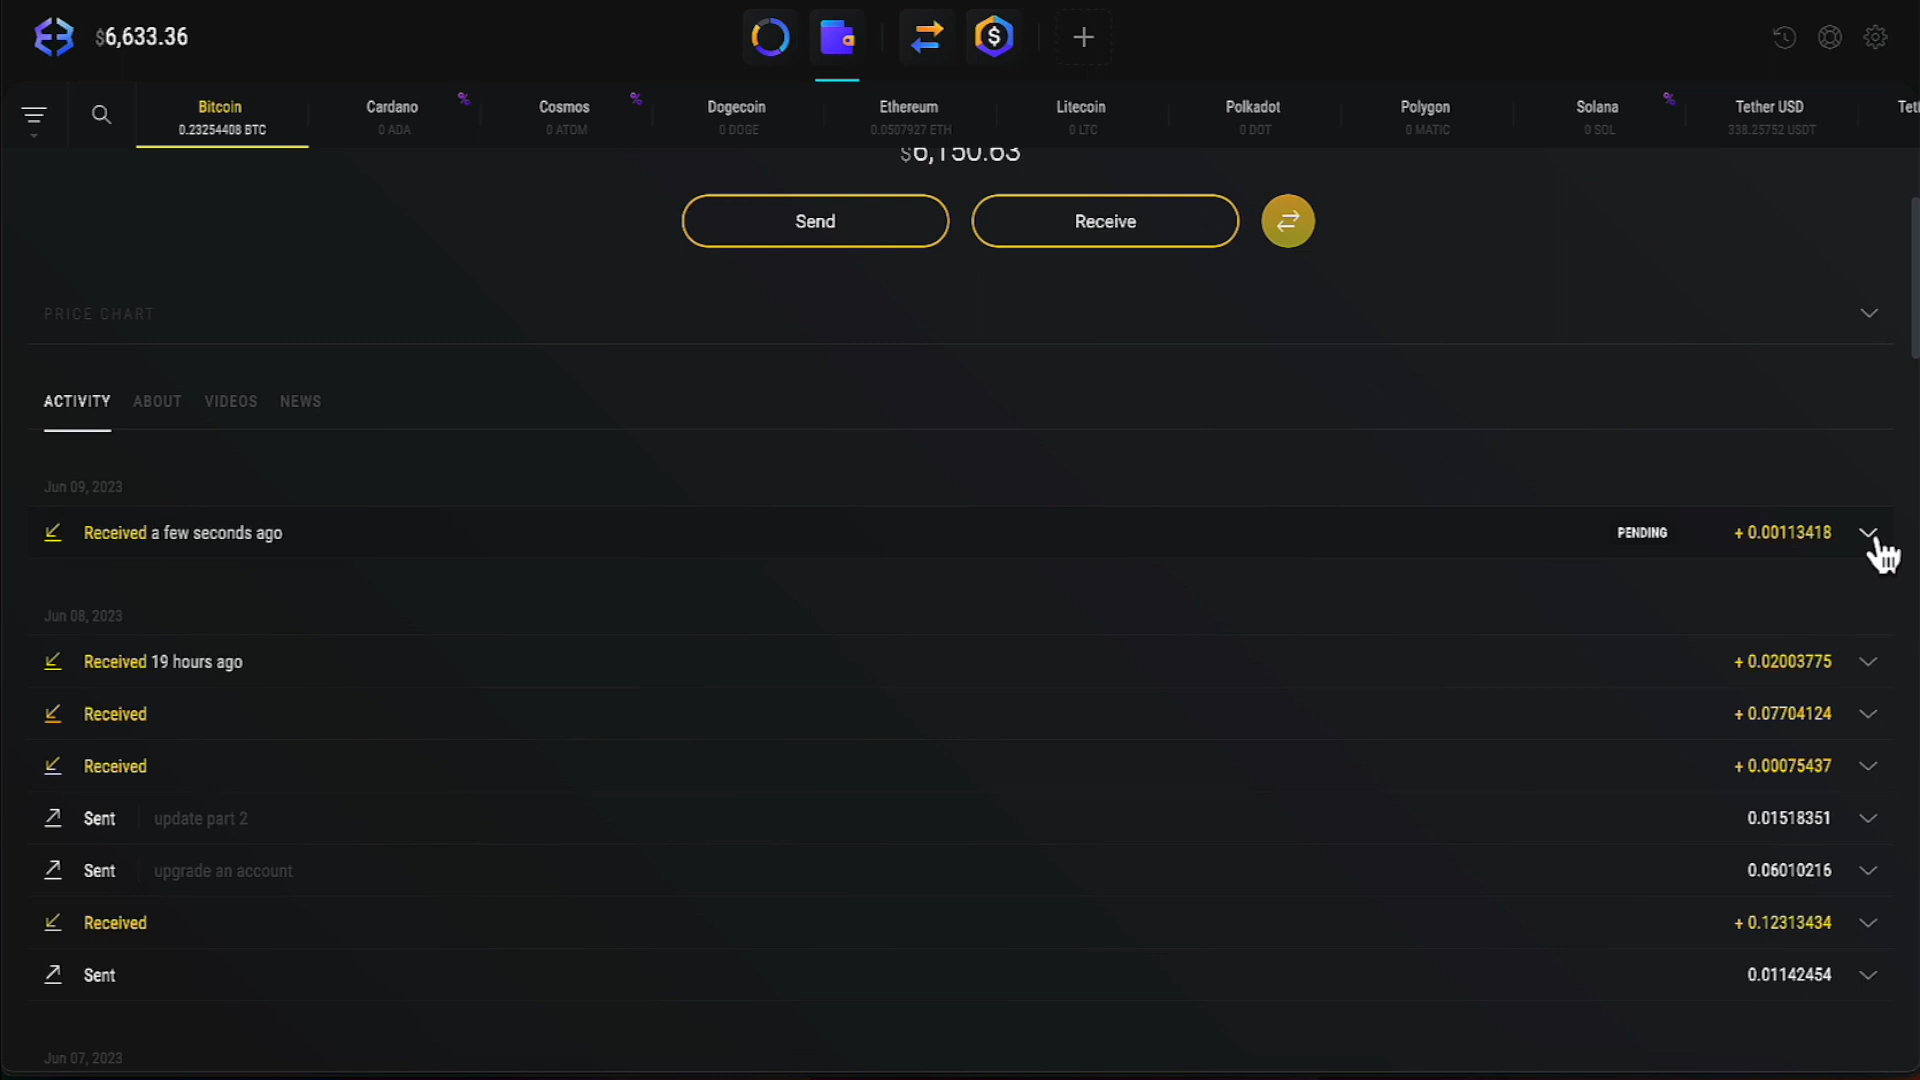 $6,633.36
Bitcoin
0.23254408 BTC
Cardano
0 ADA
%
Cosmos
0 ATOM
%
Dogecoin
0 DOGE
Ethereum
0.0507927 ETH
Litecoin
0 LTC
Polkadot
0 DOT
Polygon
0 MATIC
Solana
0 SOL
%
Tether USD
338.25752 USDT
Tet
$6,150.63
Send
Receive
PRICE CHART
ACTIVITY ABOUT VIDEOS NEWS
Jun 09, 2023
Received a few seconds ago PENDING + 0.00113418
Jun 08, 2023
Received 19 hours ago + 0.02003775
Received + 0.07704124
Received + 0.00075437
Sent update part 2 0.01518351
Sent upgrade an account 0.06010216
Received + 0.12313434
Sent 0.01142454
Jun 07, 2023